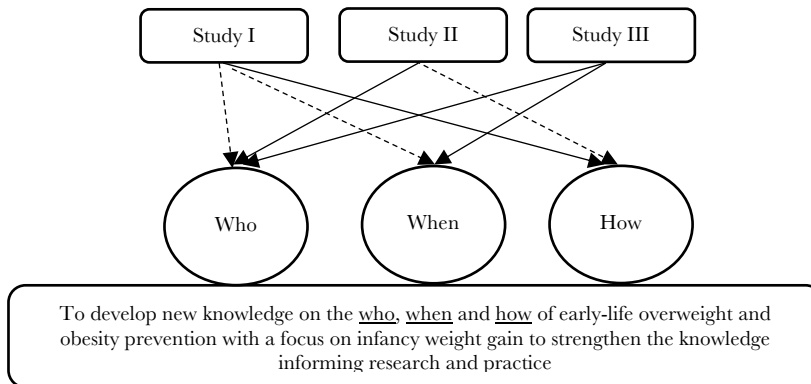 Study I
Study II
Study III
Who
When
How
To develop new knowledge on the who, when and how of early-life overweight and
obesity prevention with a focus on infancy weight gain to strengthen the knowledge
informing research and practice